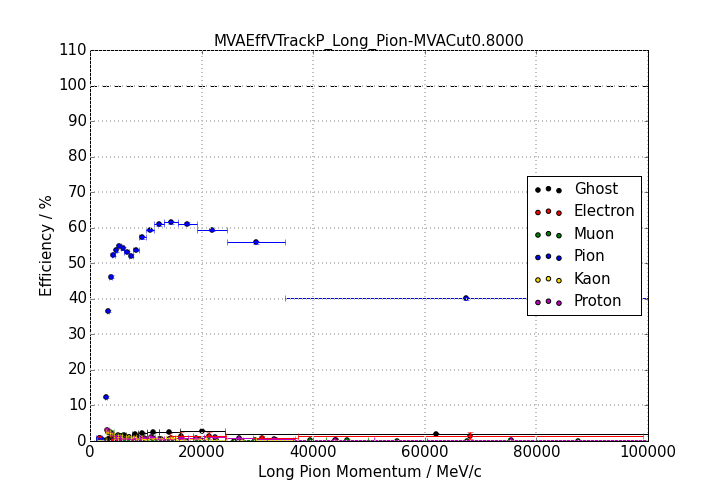 MVAEffVTrackP_Long_Pion-MVACut0.8000
110
100
90
80
70
60
50
40
30
20
10
0
Efficiency / %
Ghost
Electron
Muon
Pion
Kaon
Proton
0 20000 40000 60000 80000 100000
Long Pion Momentum / MeV/c